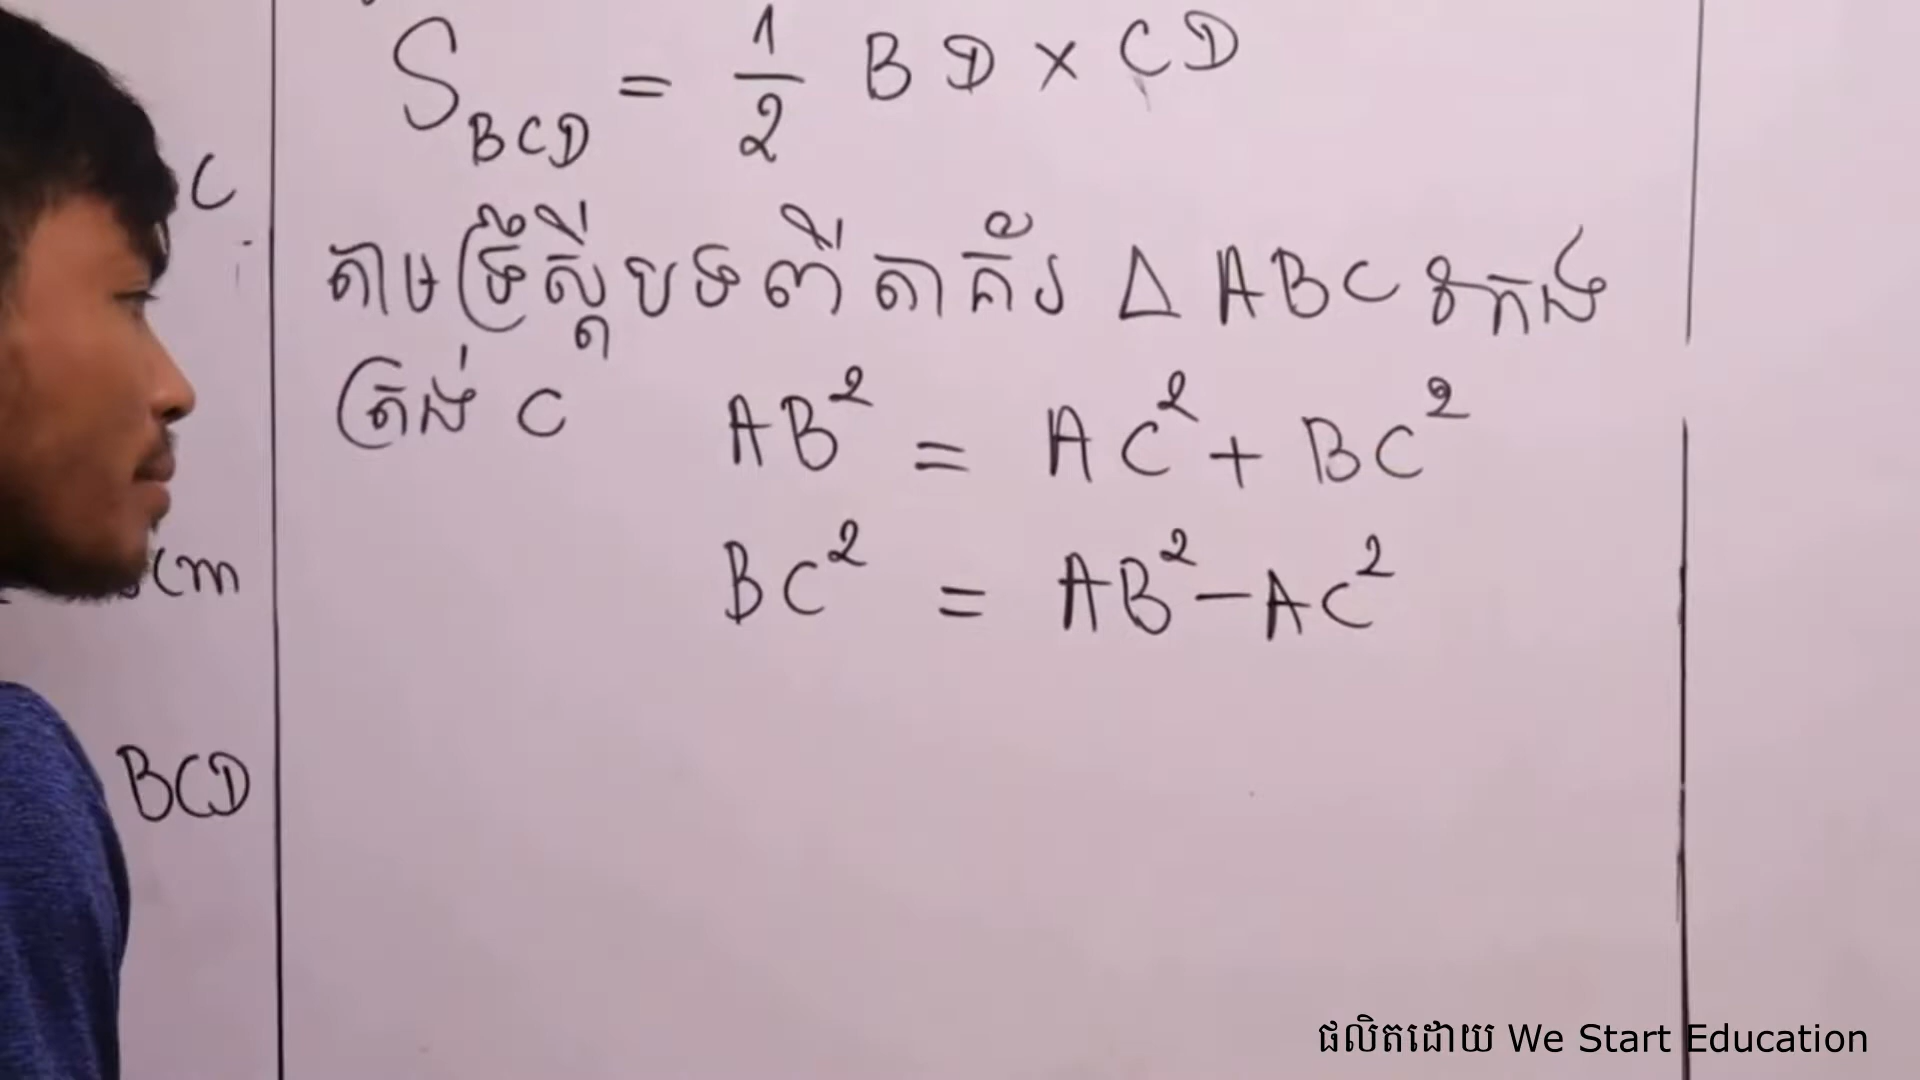 S_BCD = 1/2 BD × CD
C
តាមទ្រឹស្តីបទពីតាគ័រ Δ ABC កែង
ត្រង់ C AB² = AC² + BC²
cm
BC² = AB² - AC²
BCD
ផលិតដោយ We Start Education